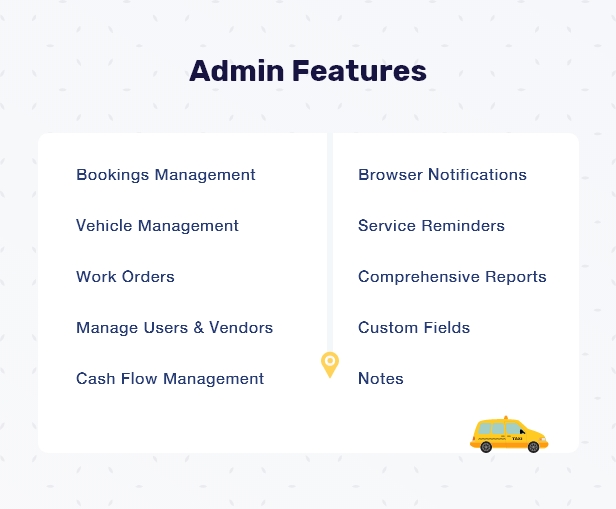 Admin Features
Bookings Management
Vehicle Management
Work Orders
Manage Users & Vendors
Cash Flow Management
Browser Notifications
Service Reminders
Comprehensive Reports
Custom Fields
Notes
TAXI